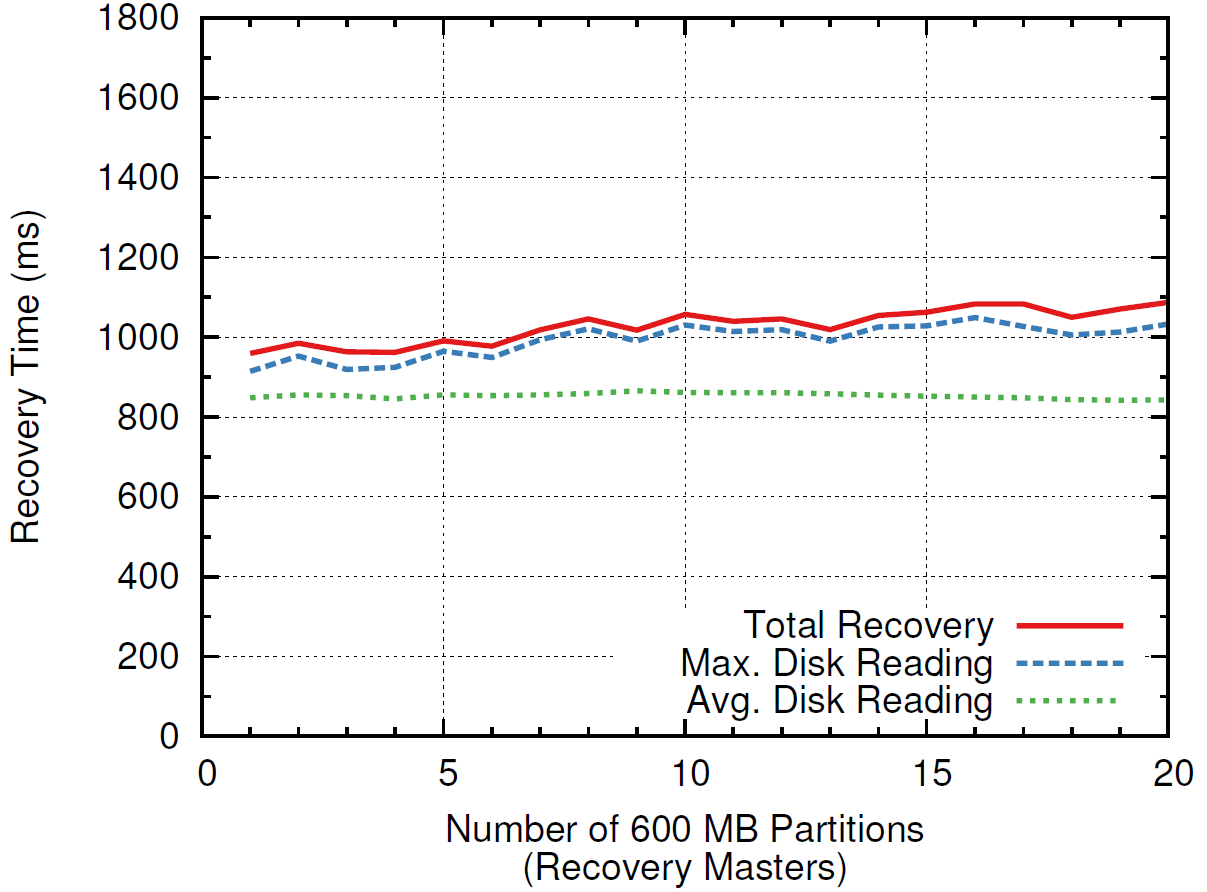 1800
1600
1400
1200
1000
800
600
400
200
0
Recovery Time (ms)
Total Recovery
Max. Disk Reading
Avg. Disk Reading
0 5 10 15 20
Number of 600 MB Partitions
(Recovery Masters)